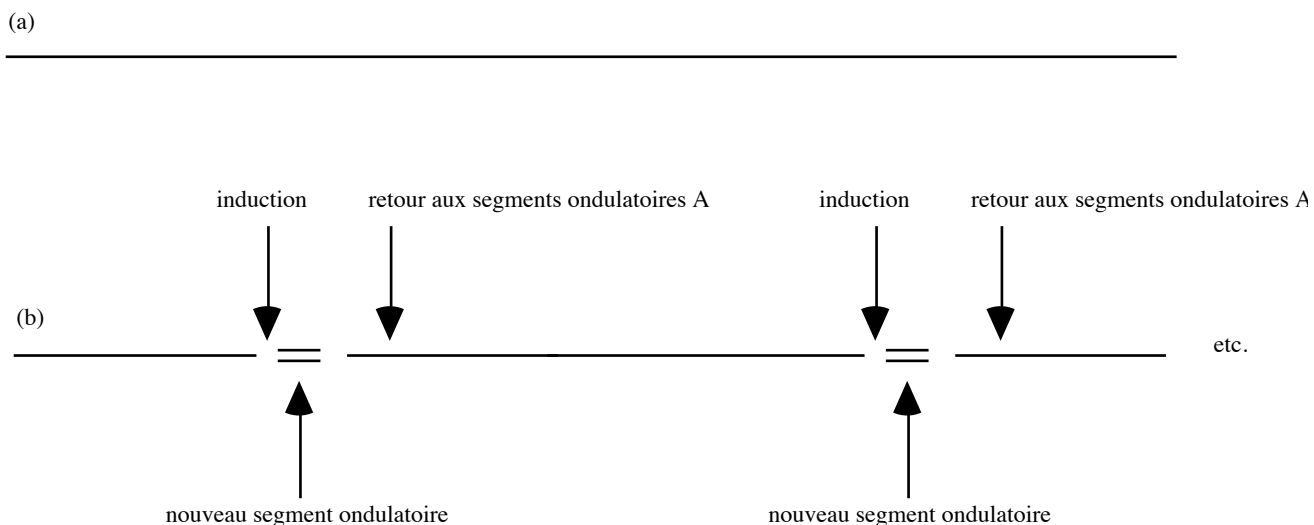 (a)
induction retour aux segments ondulatoires A induction retour aux segments ondulatoires A
(b)
etc.
nouveau segment ondulatoire nouveau segment ondulatoire